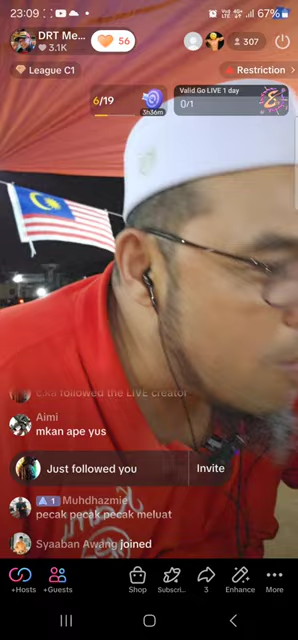 23:09
67%
DRT Me...
3.1K
56
307
League C1
Restriction >
6/19
3h36m
Valid Go LIVE 1 day
0/1
c.ka followed the LIVE creator
Aimi
mkan ape yus
Just followed you
Invite
1 Muhdhazmie
pecak pecak pecak meluat
Syaaban Awang joined
+Hosts
+Guests
Shop
Subscri...
3
Enhance
More